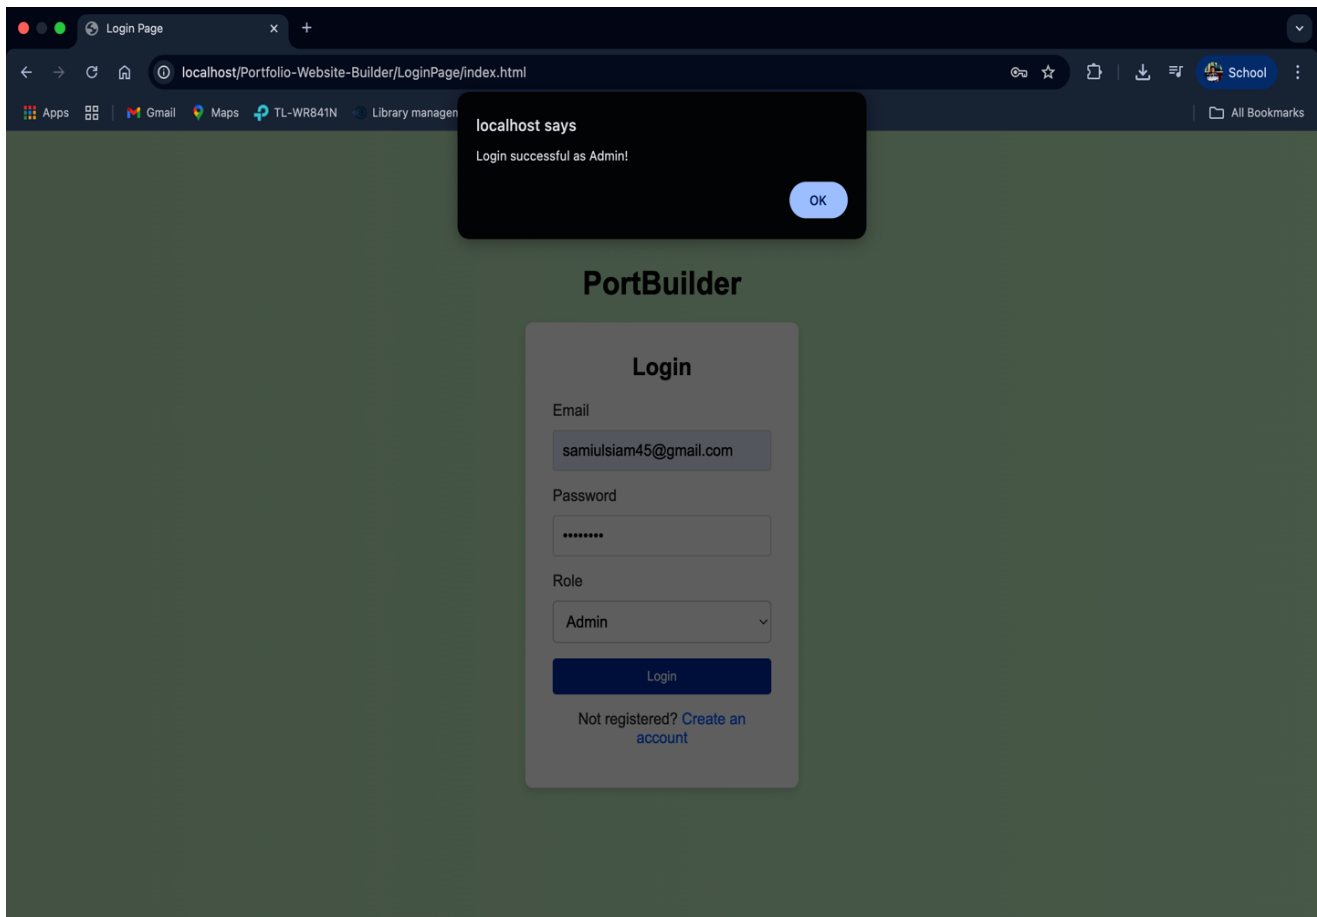 Login Page
localhost/Portfolio-Website-Builder/LoginPage/index.html
School
Apps
Gmail
Maps
TL-WR841N
Library managen
All Bookmarks
localhost says
Login successful as Admin!
OK
PortBuilder
Login
Email
samiulsiam45@gmail.com
Password
••••••••
Role
Admin
Login
Not registered? Create an
account